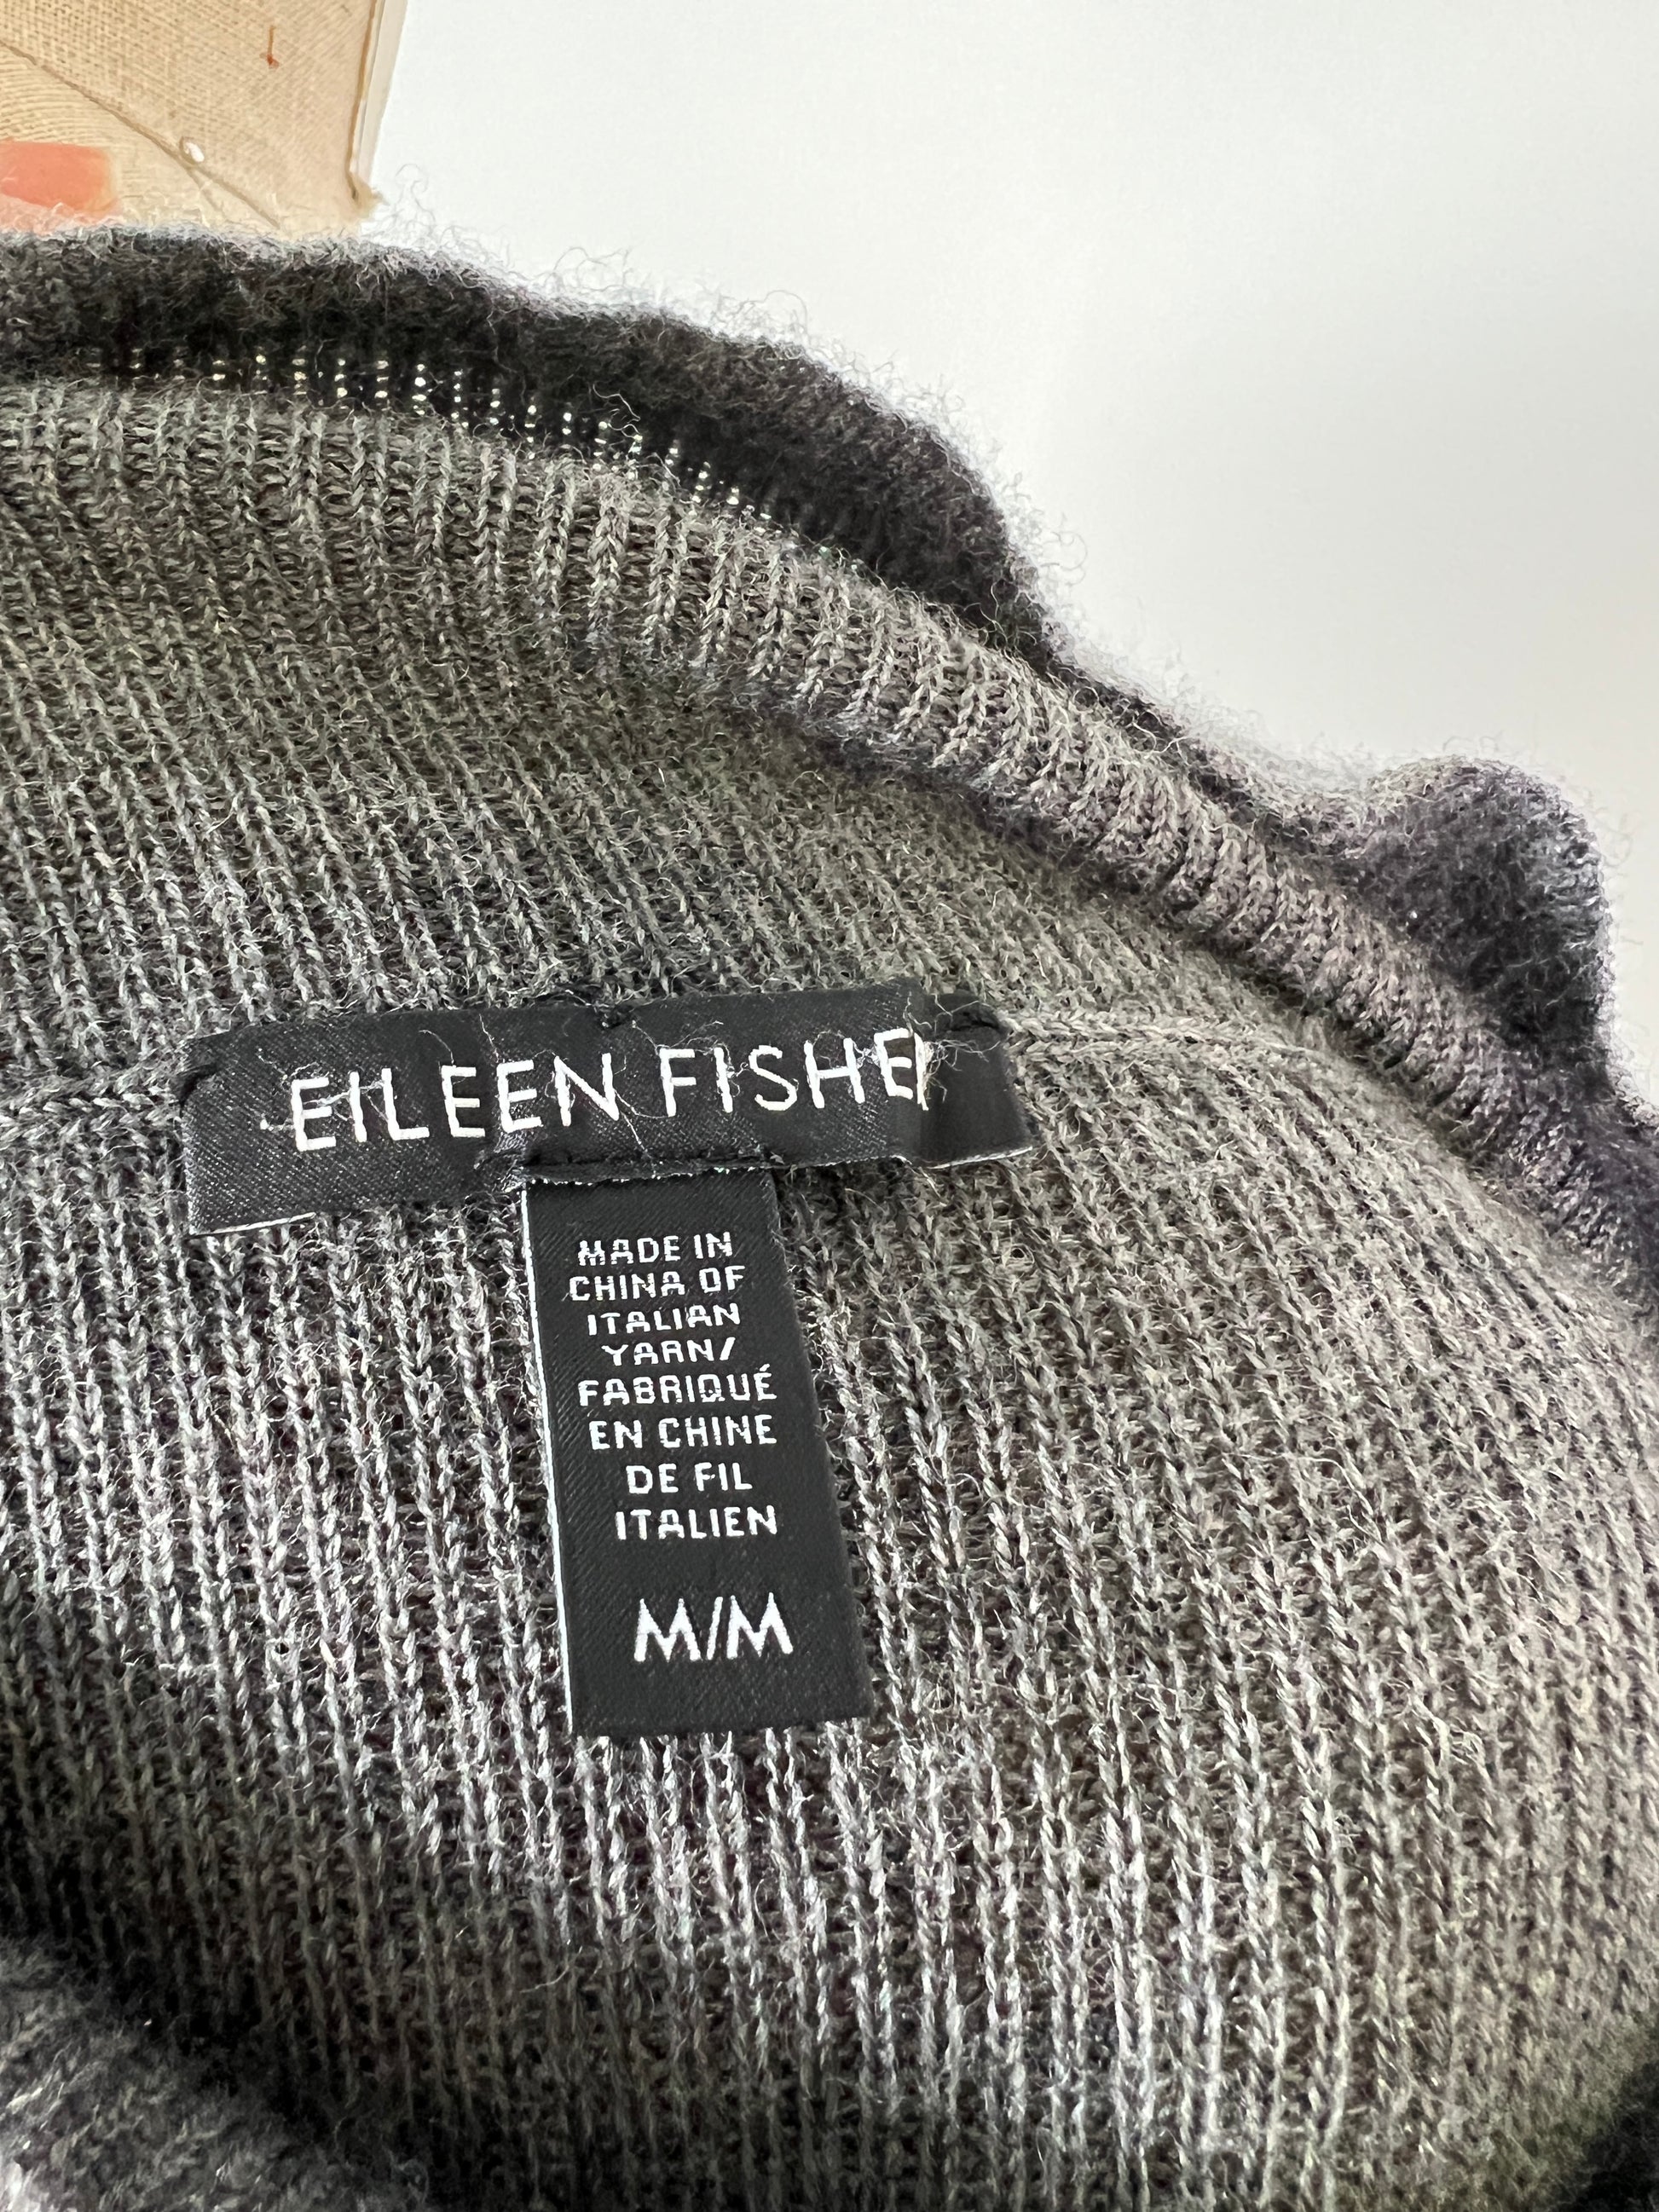 EILEEN FISHER
MADE IN
CHINA OF
ITALIAN
YARN/
FABRIQUÉ
EN CHINE
DE FIL
ITALIEN
M/M